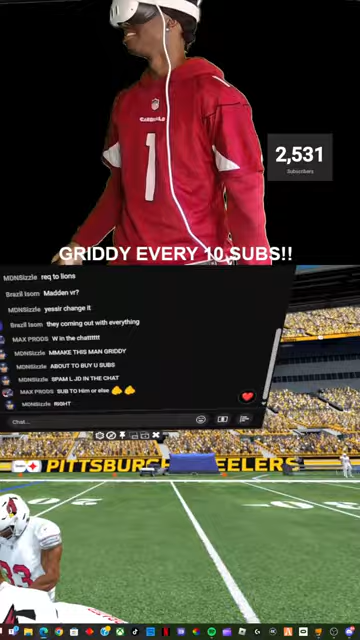 CARDINALS
1
2,531
Subscribers
GRIDDY EVERY 10 SUBS!!
MDNSizzle req to lions
Brazil Isom Madden vr?
MDNSizzle yessir change it
Brazil Isom they coming out with everything
MAX PRODS W in the chatttttt
MDNSizzle MMAKE THIS MAN GRIDDY
MDNSizzle ABOUT TO BUY U SUBS
MDNSizzle SPAM L JD IN THE CHAT
MAX PRODS SUB TO Him or else
MDNSizzle RIGHT
Chat...
PITTSBURGH STEELERS